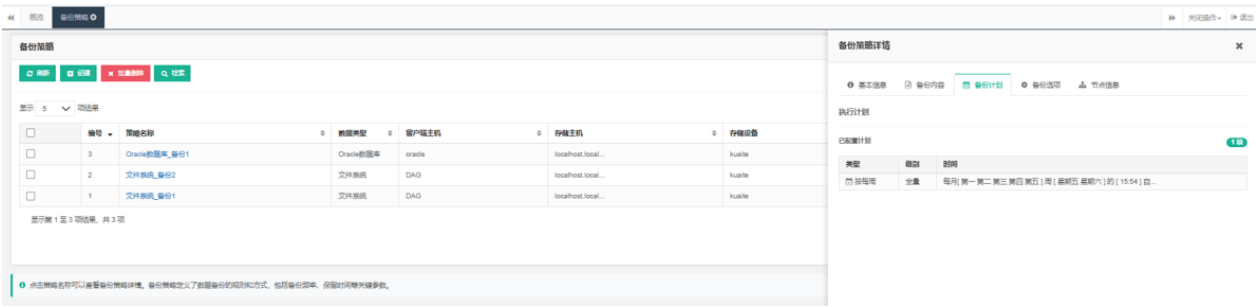 概览 备份策略 关闭操作 退出
备份策略
刷新 创建 批量删除 检索
显示 5 项结果
编号 策略名称 数据类型 客户端主机 存储主机 存储设备
3 Oracle数据库_备份1 Oracle数据库 oracle localhost.local... kuaite
2 文件系统_备份2 文件系统 DAG localhost.local... kuaite
1 文件系统_备份1 文件系统 DAG localhost.local... kuaite
显示第 1 至 3 项结果，共 3 项
点击策略名称可以查看备份策略详情。备份策略定义了数据备份的规则和方式，包括备份频率、保留时间等关键参数。
备份策略详情
基本信息 备份内容 备份计划 备份选项 节点信息
执行计划
已配置计划 1 项
类型 级别 时间
按每周 全量 每月[ 第一 第二 第三 第四 第五 ] 周 [ 星期五 星期六 ] 的 [ 15:54 ] 自...